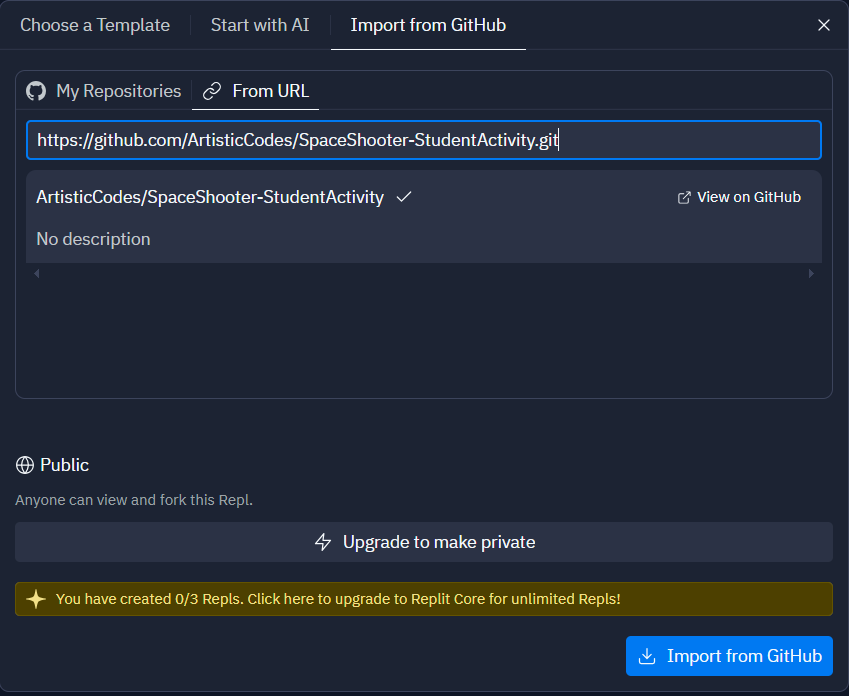 Choose a Template Start with AI Import from GitHub
My Repositories From URL
https://github.com/ArtisticCodes/SpaceShooter-StudentActivity.git
ArtisticCodes/SpaceShooter-StudentActivity View on GitHub
No description
Public
Anyone can view and fork this Repl.
Upgrade to make private
You have created 0/3 Repls. Click here to upgrade to Replit Core for unlimited Repls!
Import from GitHub